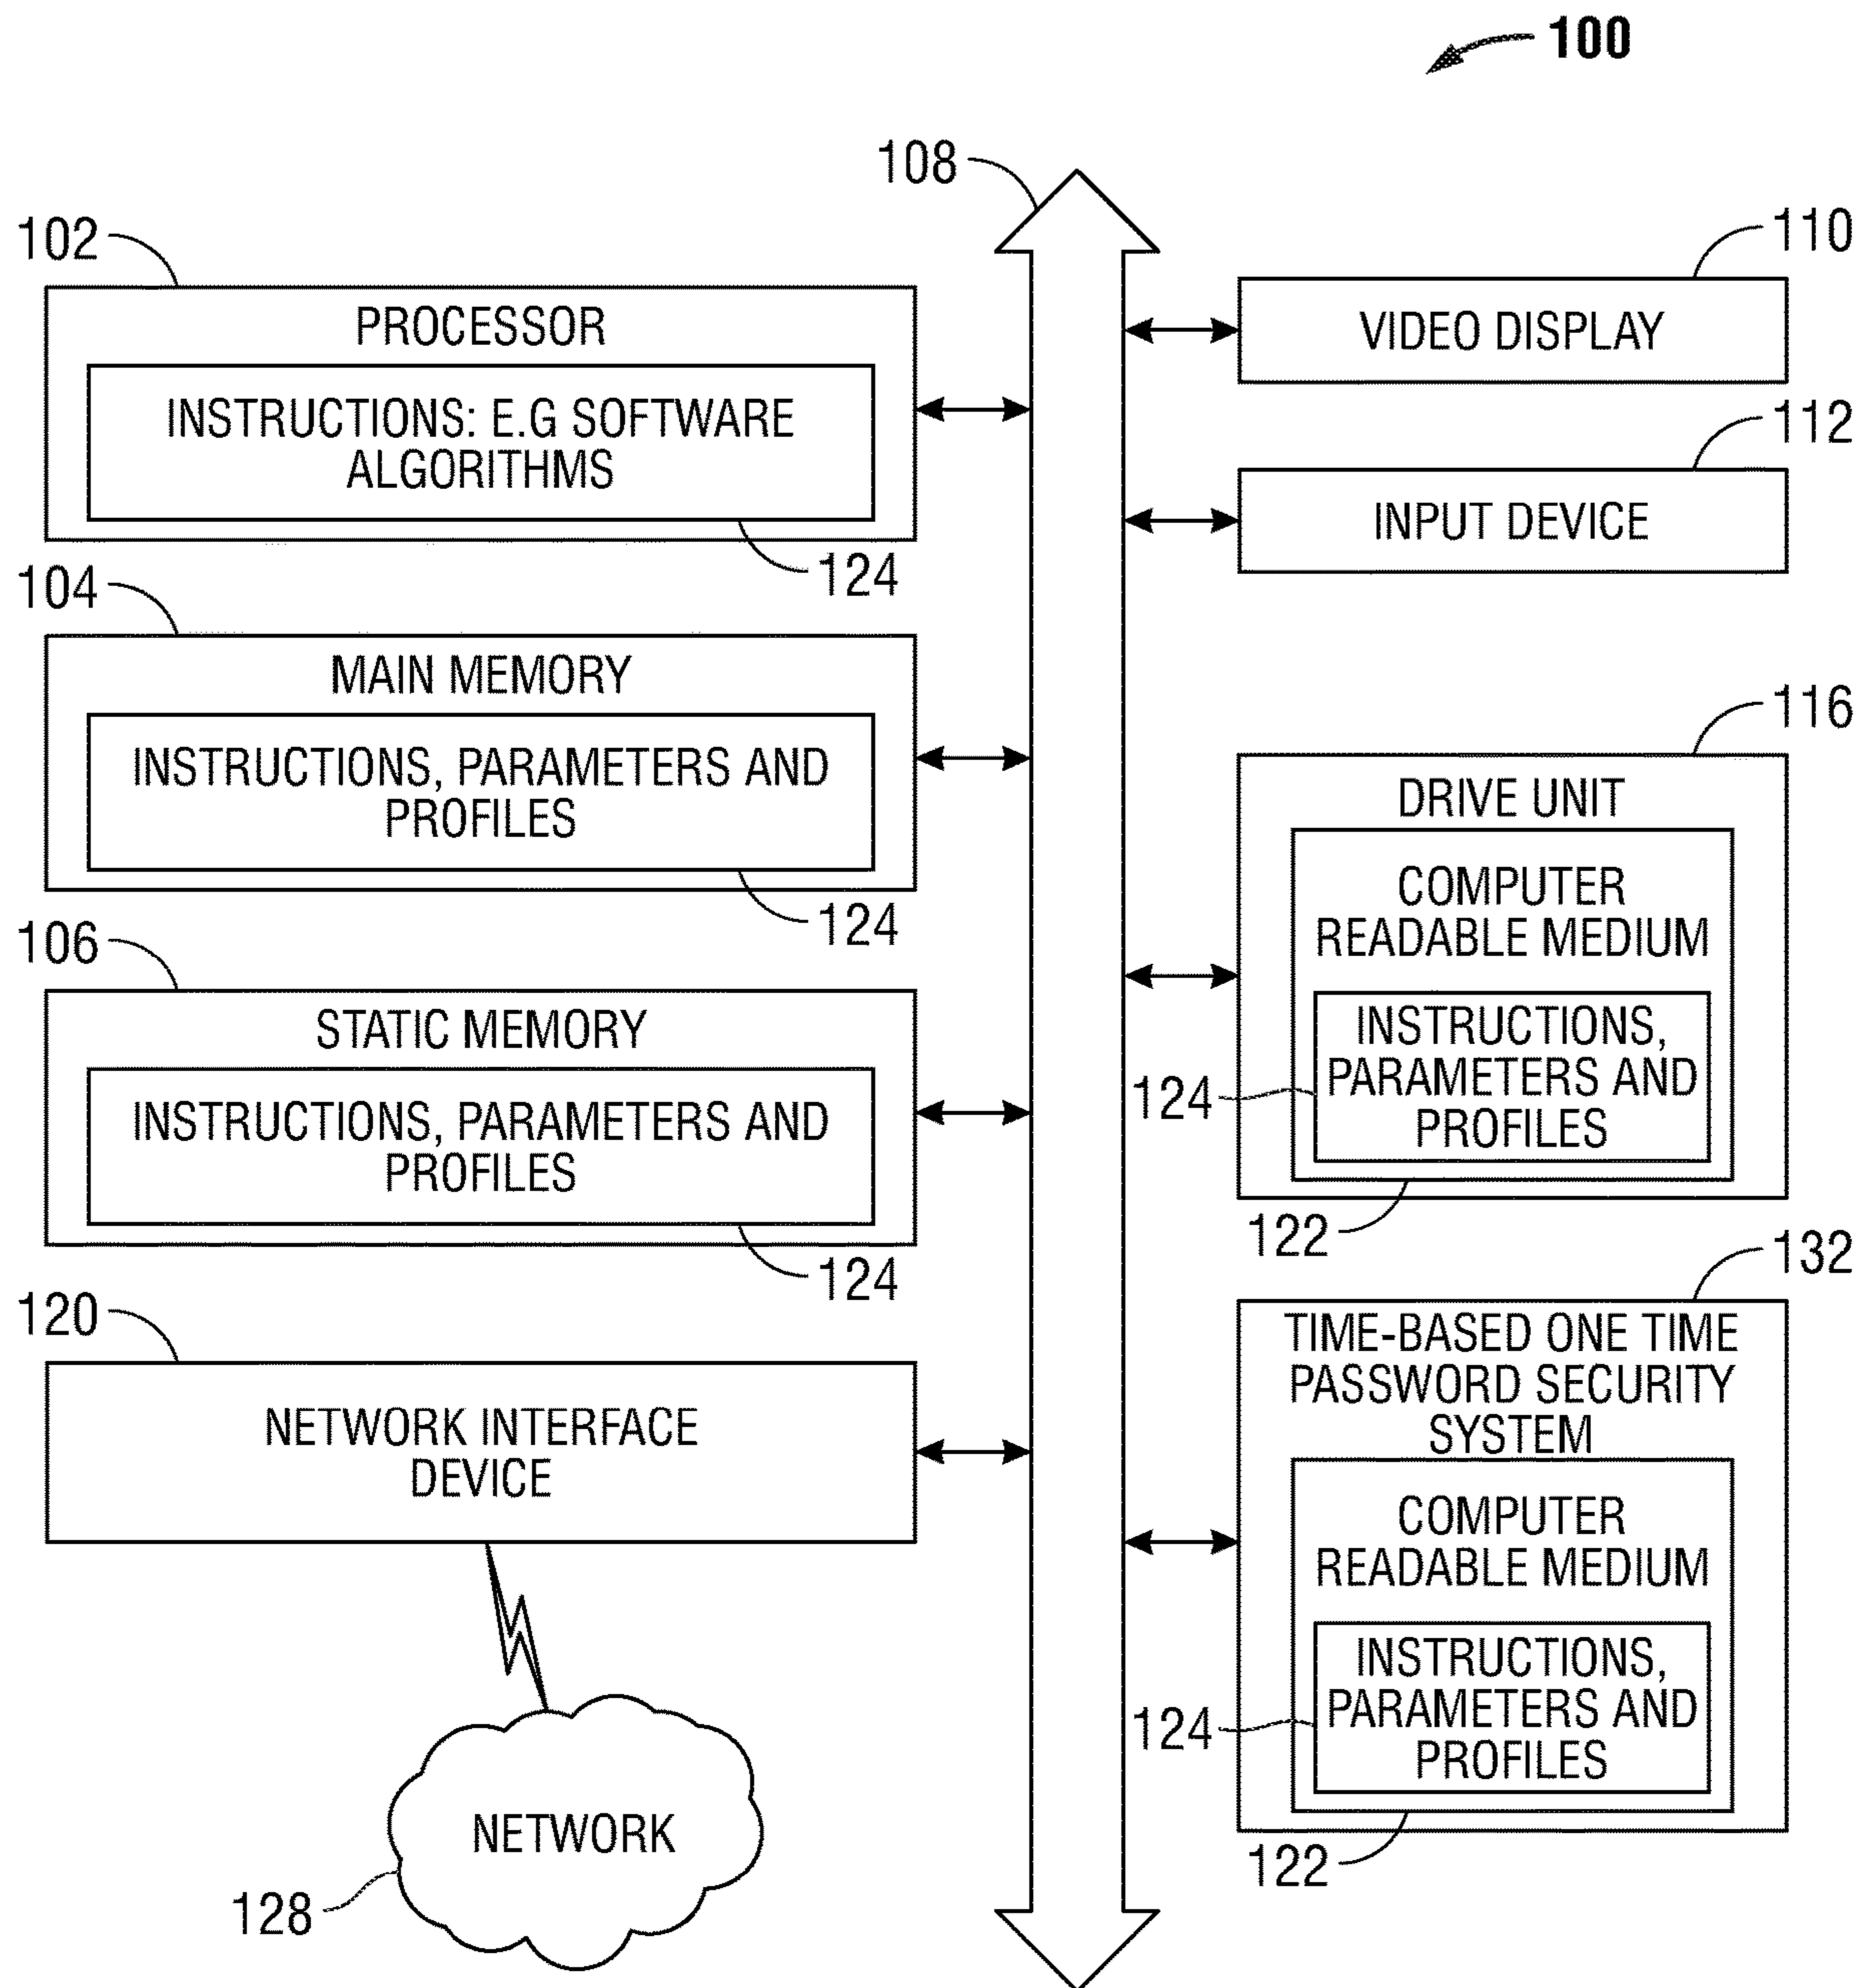 100
108
102
PROCESSOR
INSTRUCTIONS: E.G SOFTWARE
ALGORITHMS
124
104
MAIN MEMORY
INSTRUCTIONS, PARAMETERS AND
PROFILES
124
106
STATIC MEMORY
INSTRUCTIONS, PARAMETERS AND
PROFILES
124
120
NETWORK INTERFACE
DEVICE
NETWORK
128
110
VIDEO DISPLAY
112
INPUT DEVICE
116
DRIVE UNIT
COMPUTER
READABLE MEDIUM
INSTRUCTIONS,
PARAMETERS AND
PROFILES
124
122
132
TIME-BASED ONE TIME
PASSWORD SECURITY
SYSTEM
COMPUTER
READABLE MEDIUM
INSTRUCTIONS,
PARAMETERS AND
PROFILES
124
122